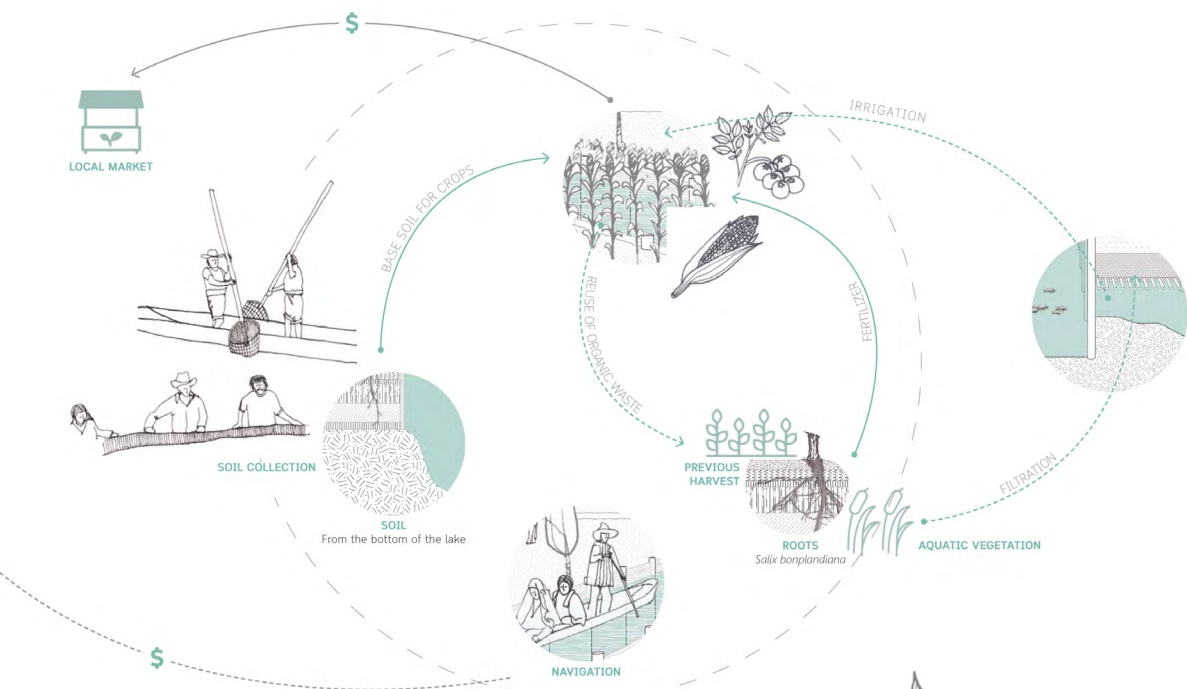 $
LOCAL MARKET
IRRIGATION
BASE SOIL FOR CROPS
REUSE OF ORGANIC WASTE
FERTILIZER
PREVIOUS
HARVEST
SOIL COLLECTION
FILTRATION
SOIL
From the bottom of the lake
ROOTS
Salix bonplandiana
AQUATIC VEGETATION
$
NAVIGATION